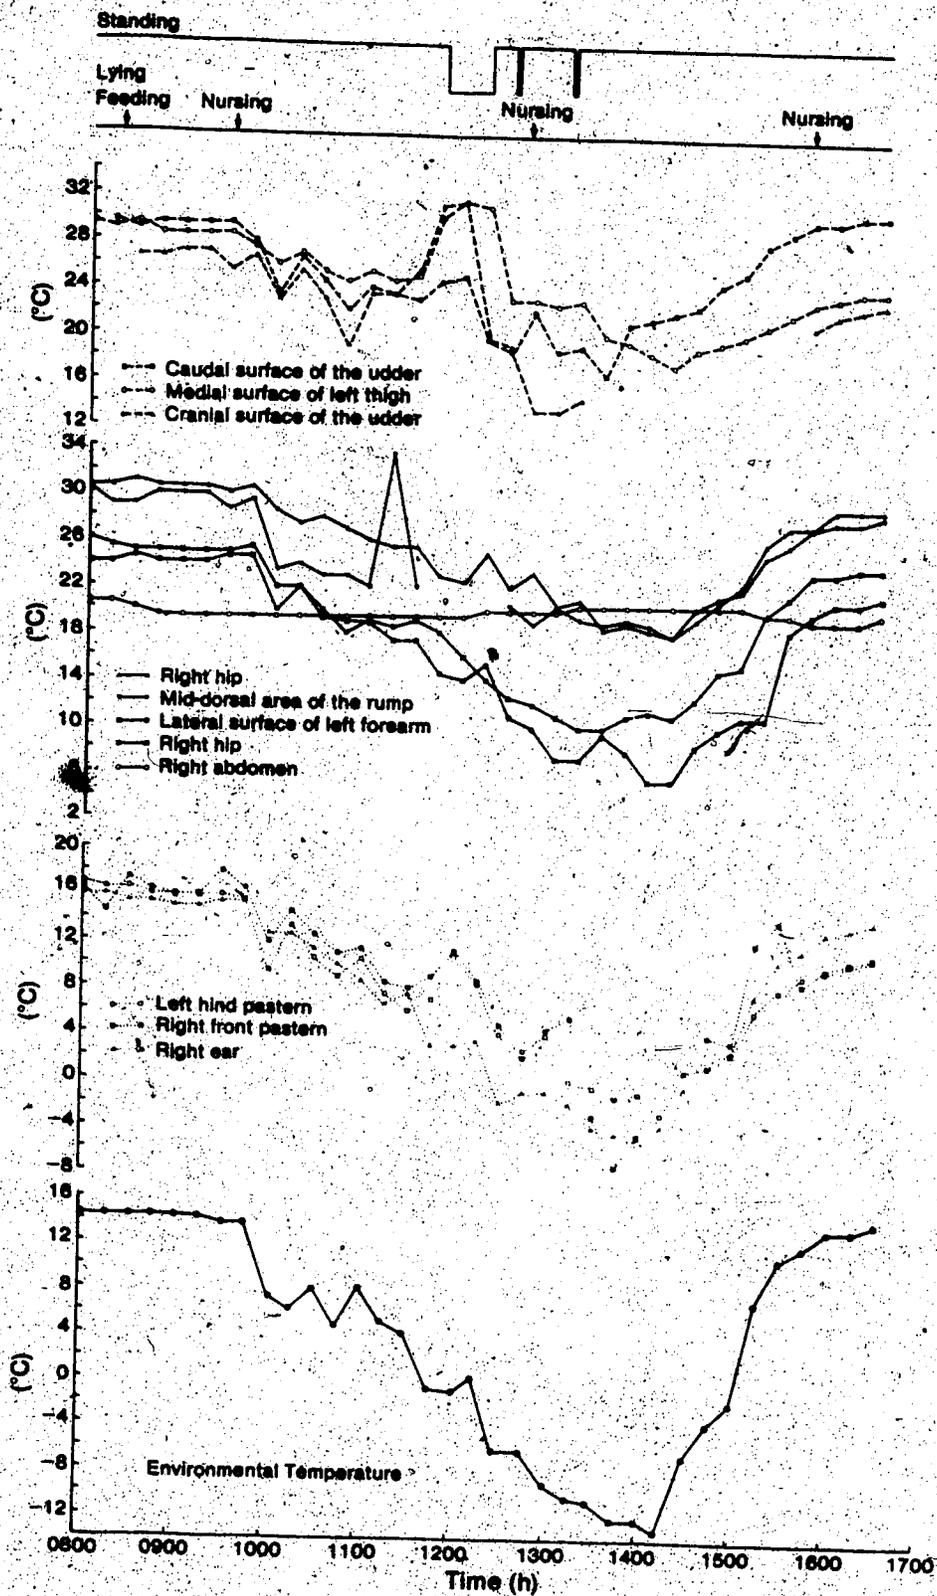 Standing
Lying
Feeding Nursing Nursing Nursing
32
28
24
20
16
12
(°C)
Caudal surface of the udder
Medial surface of left thigh
Cranial surface of the udder
34
30
26
22
18
14
10
6
2
(°C)
Right hip
Mid-dorsal area of the rump
Lateral surface of left forearm
Right hip
Right abdomen
20
16
12
8
4
0
-4
-8
(°C)
Left hind pastern
Right front pastern
Right ear
16
12
8
4
0
-4
-8
-12
(°C)
Environmental Temperature
0800 0900 1000 1100 1200 1300 1400 1500 1600 1700
Time (h)